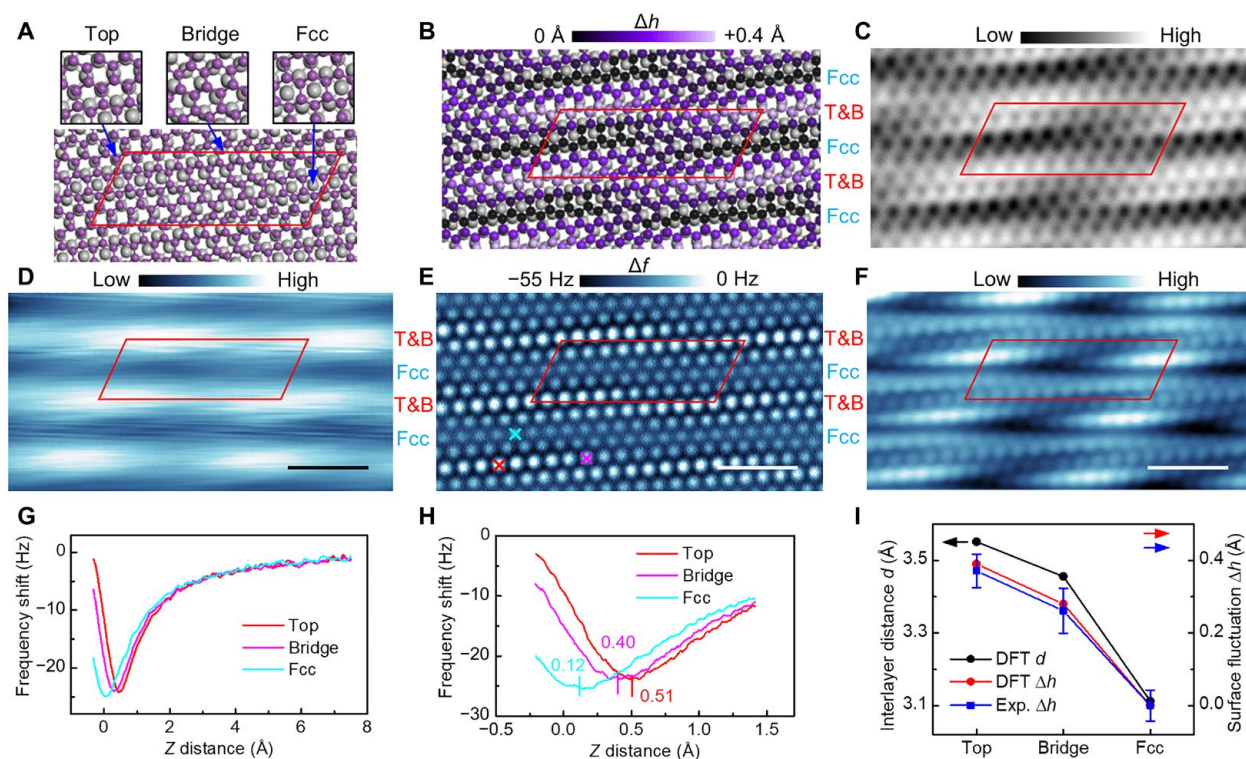 A
Top
Bridge
Fcc
B
Δh
0 Å
+0.4 Å
Fcc
T&B
Fcc
T&B
Fcc
C
Low
High
D
Low
High
T&B
Fcc
T&B
Fcc
E
Δf
−55 Hz
0 Hz
T&B
Fcc
T&B
Fcc
F
Low
High
G
Frequency shift (Hz)
0
−10
−20
Top
Bridge
Fcc
0
2
4
6
8
Z distance (Å)
H
Frequency shift (Hz)
0
−10
−20
−30
Top
Bridge
Fcc
0.12
0.40
0.51
−0.5
0.0
0.5
1.0
1.5
Z distance (Å)
I
Interlayer distance d (Å)
3.5
3.3
3.1
DFT d
DFT Δh
Exp. Δh
Top
Bridge
Fcc
0.4
0.2
0.0
Surface fluctuation Δh (Å)